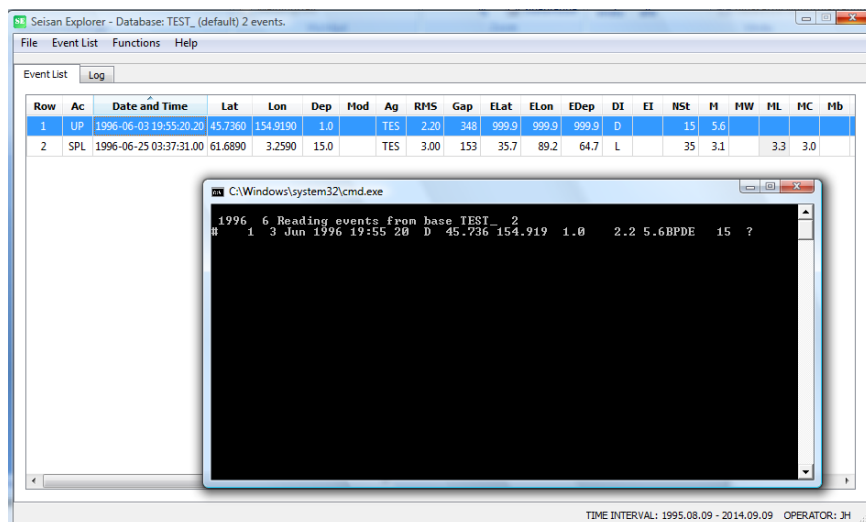 SE Seisan Explorer - Database: TEST_ (default) 2 events.
File Event List Functions Help
Event List Log
Row Ac Date and Time Lat Lon Dep Mod Ag RMS Gap ELat ELon EDep DI EI NSt M MW ML MC Mb
1 UP 1996-06-03 19:55:20.20 45.7360 154.9190 1.0 TES 2.20 348 999.9 999.9 999.9 D 15 5.6
2 SPL 1996-06-25 03:37:31.00 61.6890 3.2590 15.0 TES 3.00 153 35.7 89.2 64.7 L 35 3.1 3.3 3.0
C:\Windows\system32\cmd.exe
1996 6 Reading events from base TEST_ 2
# 1 3 Jun 1996 19:55 20 D 45.736 154.919 1.0 2.2 5.6BPDE 15 ?
TIME INTERVAL: 1995.08.09 - 2014.09.09 OPERATOR: JH